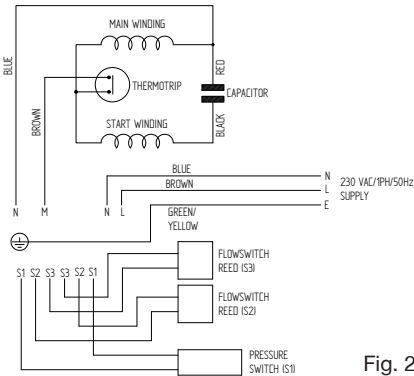 MAIN WINDING
BLUE
RED
THERMOTRIP
CAPACITOR
BROWN
START WINDING
BLACK
BLUE
N
BROWN
L
230 VAC/1PH/50Hz
SUPPLY
N M N L
GREEN/
YELLOW
E
S1 S2 S3 S3 S2 S1
FLOWSWITCH
REED (S3)
FLOWSWITCH
REED (S2)
PRESSURE
SWITCH (S1)
Fig. 2